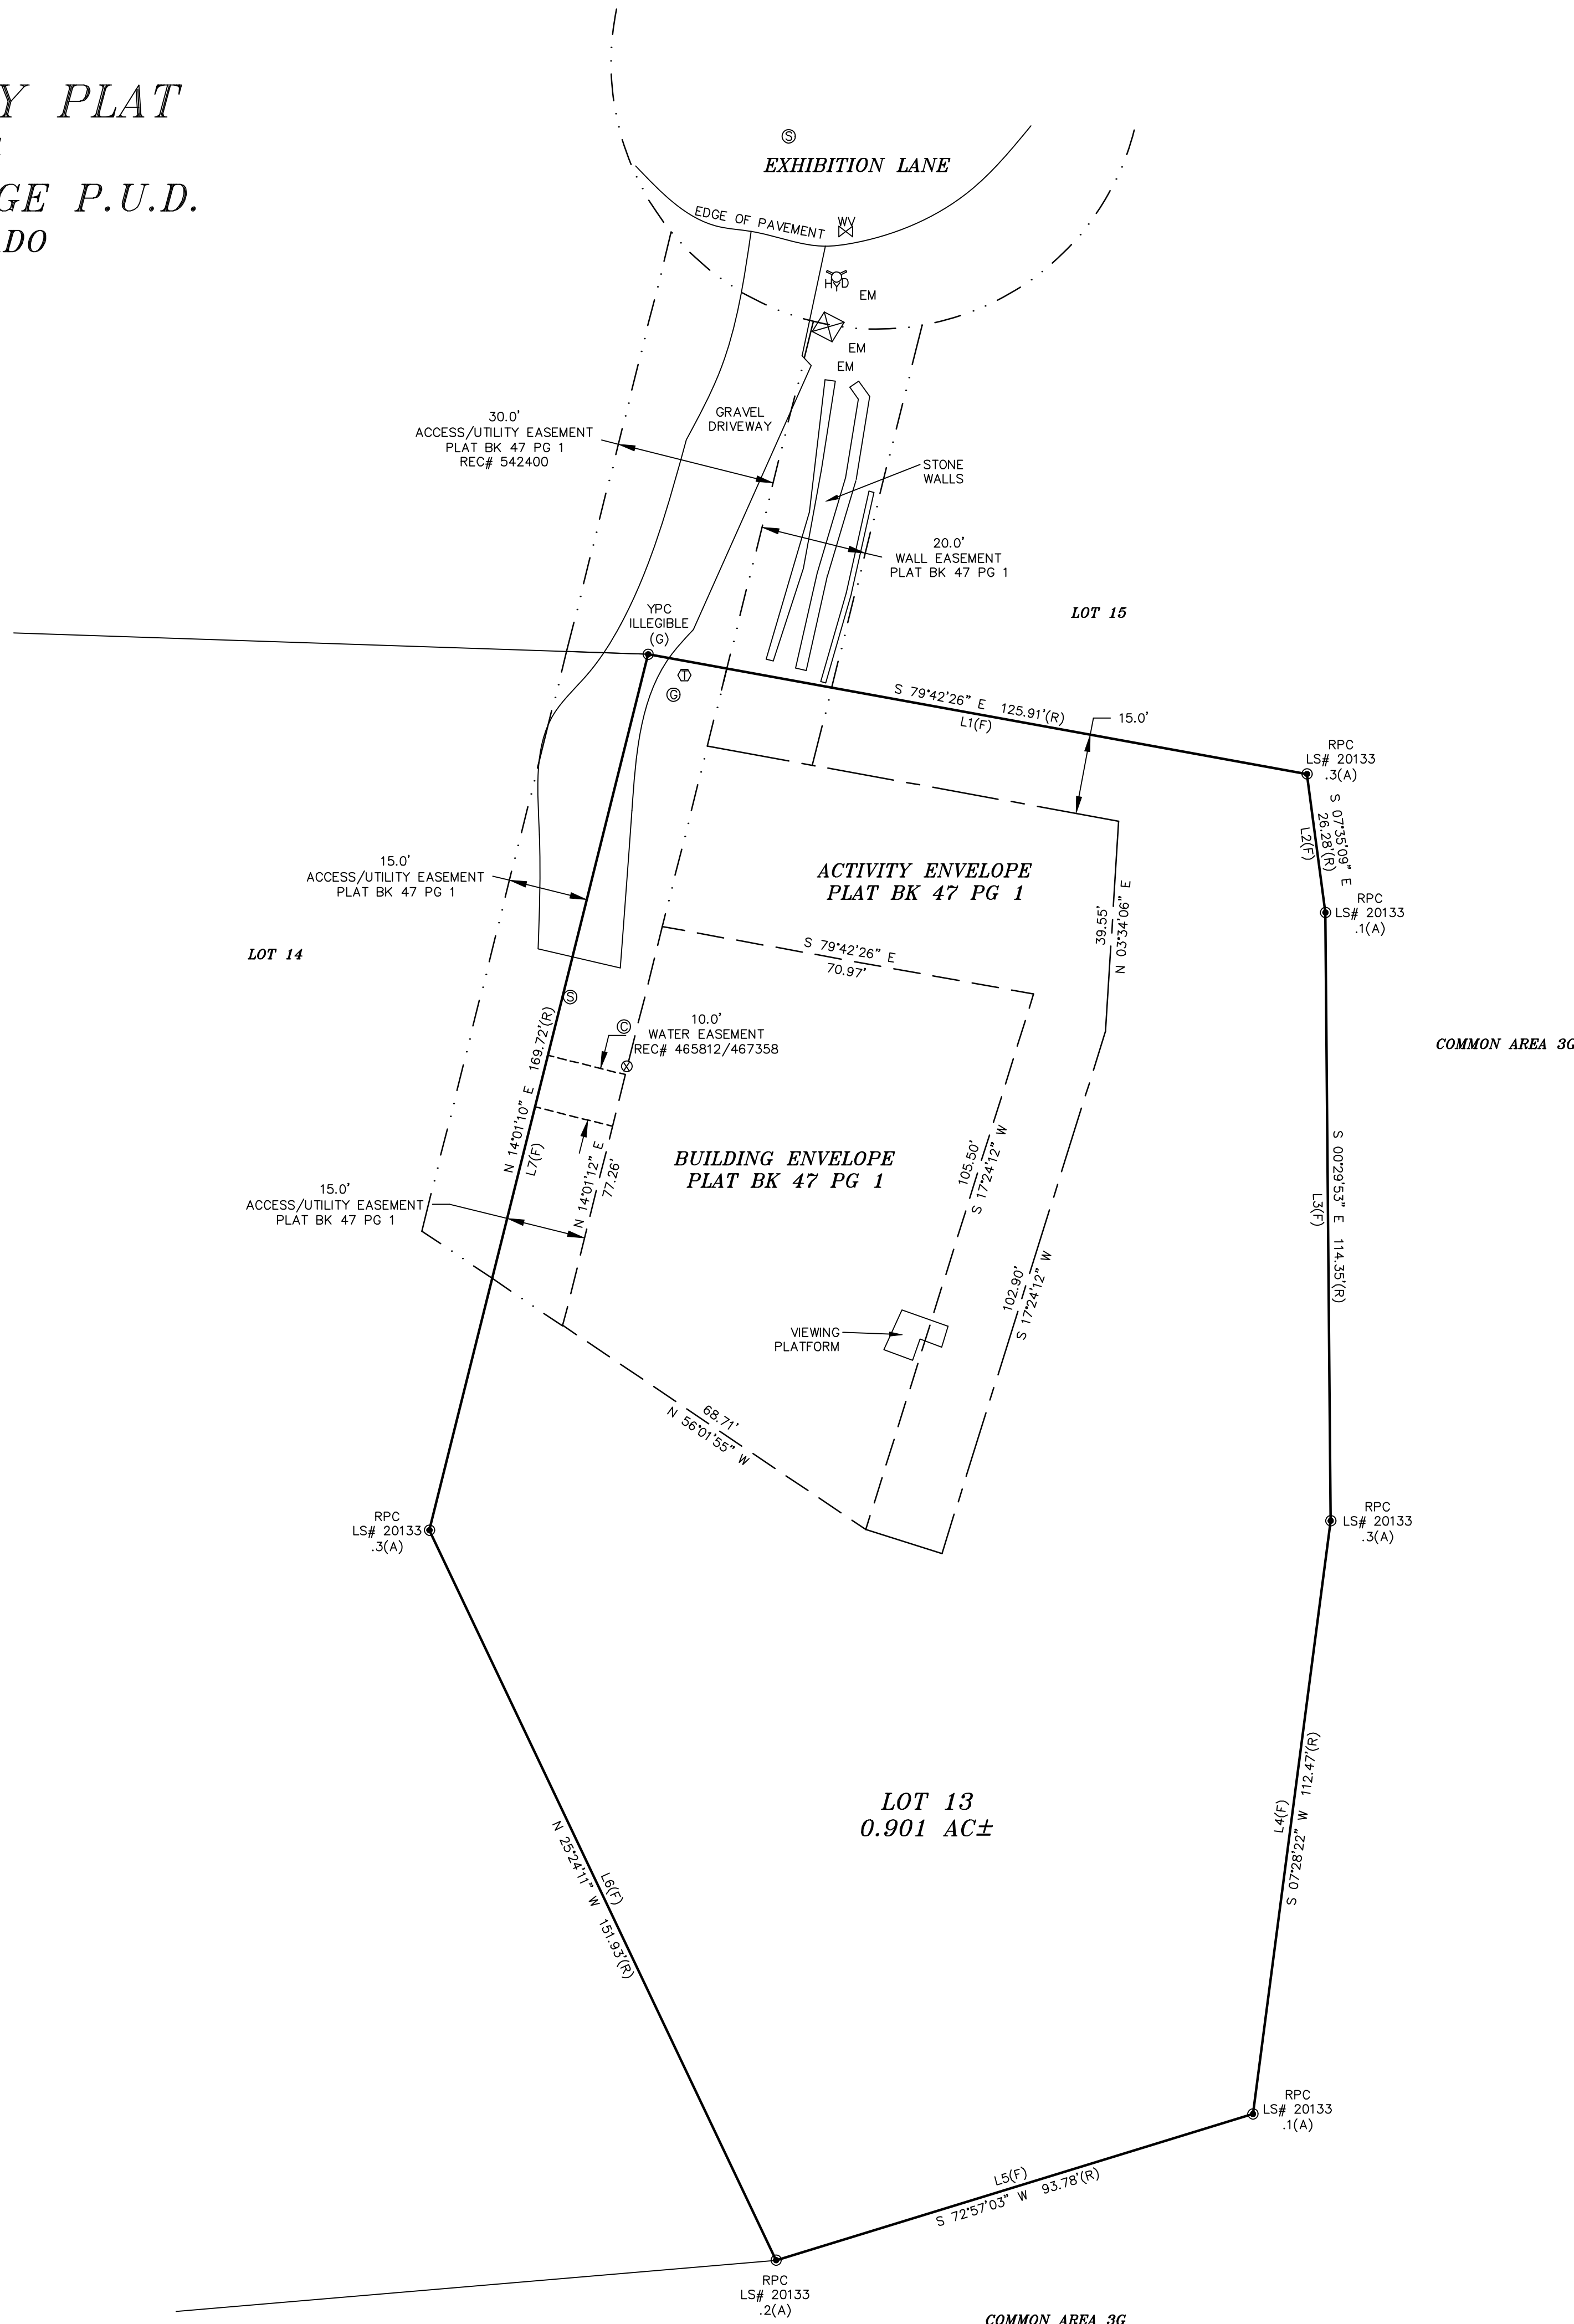 Y PLAT
GE P.U.D.
ADO
Ⓢ
EXHIBITION LANE
EDGE OF PAVEMENT
WV
HYD
EM
EM
EM
30.0'
ACCESS/UTILITY EASEMENT
PLAT BK 47 PG 1
REC# 542400
GRAVEL
DRIVEWAY
STONE
WALLS
20.0'
WALL EASEMENT
PLAT BK 47 PG 1
LOT 15
YPC
ILLEGIBLE
(G)
T
Ⓖ
S 79°42'26" E 125.91'(R)
L1(F)
15.0'
RPC
LS# 20133
.3(A)
S 07°35'09" E
26.28'(R)
L2(F)
RPC
LS# 20133
.1(A)
15.0'
ACCESS/UTILITY EASEMENT
PLAT BK 47 PG 1
ACTIVITY ENVELOPE
PLAT BK 47 PG 1
39.55'
N 03°34'06" E
LOT 14
S 79°42'26" E
70.97'
Ⓢ
Ⓒ
10.0'
WATER EASEMENT
REC# 465812/467358
COMMON AREA 3G
N 14°01'10" E 169.72'(R)
L7(F)
N 14°01'12" E
77.26'
BUILDING ENVELOPE
PLAT BK 47 PG 1
105.50'
S 17°24'12" W
S 00°29'53" E 114.35'(R)
L3(F)
15.0'
ACCESS/UTILITY EASEMENT
PLAT BK 47 PG 1
102.90'
S 17°24'12" W
VIEWING
PLATFORM
68.71'
N 56°01'55" W
RPC
LS# 20133
.3(A)
RPC
LS# 20133
.3(A)
LOT 13
0.901 AC±
L4(F)
S 07°28'22" W 112.47'(R)
L6(F)
N 25°24'11" W 151.93'(R)
RPC
LS# 20133
.1(A)
L5(F)
S 72°57'03" W 93.78'(R)
RPC
LS# 20133
.2(A)
COMMON AREA 3G